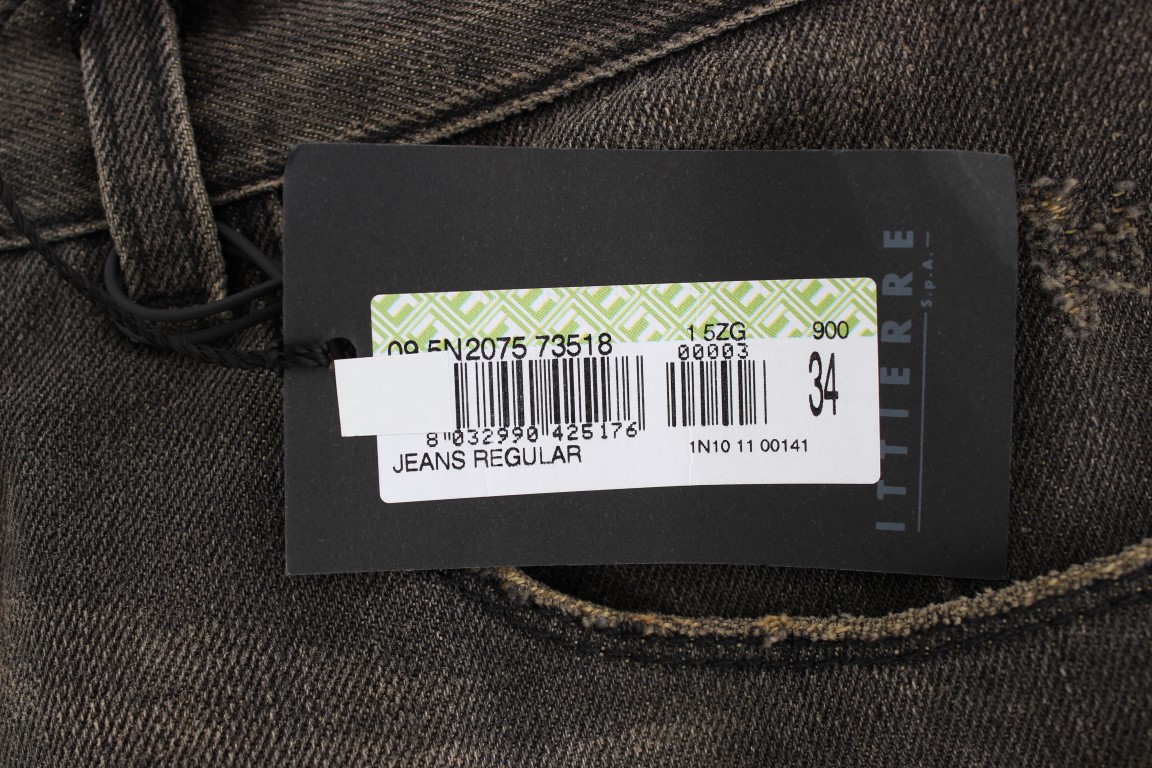 09 5N2075 73518 1 5ZG 900
00003
34
8 032990 425176
JEANS REGULAR 1N10 11 00141
ITTIERRE
S.p.A.